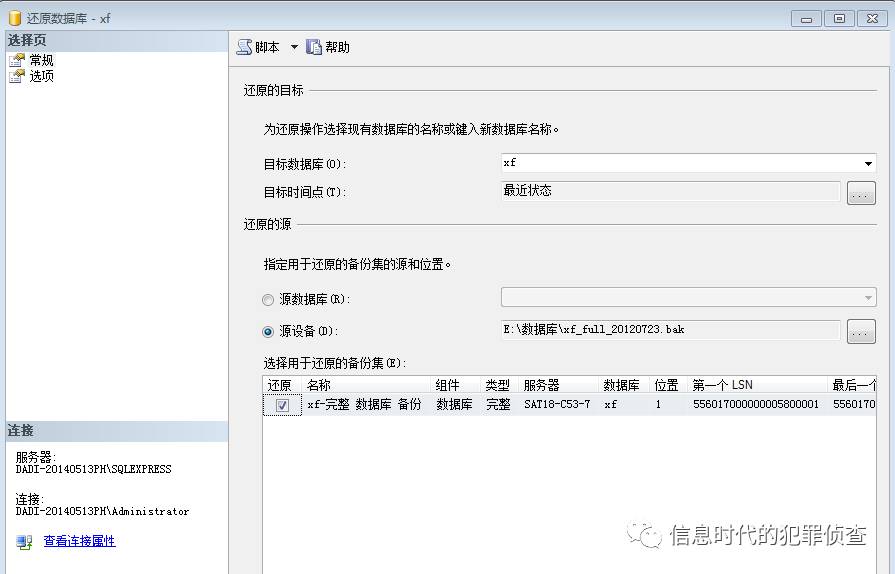 还原数据库 - xf
选择页
常规
选项
脚本 帮助
还原的目标
为还原操作选择现有数据库的名称或键入新数据库名称。
目标数据库(O): xf
目标时间点(T): 最近状态 ...
还原的源
指定用于还原的备份集的源和位置。
源数据库(R):
源设备(D): E:\数据库\xf_full_20120723.bak ...
选择用于还原的备份集(E):
还原 名称 组件 类型 服务器 数据库 位置 第一个 LSN 最后一个
xf-完整 数据库 备份 数据库 完整 SAT18-C53-7 xf 1 556017000000005800001 5560170
连接
服务器:
DADI-20140513PH\SQLEXPRESS
连接:
DADI-20140513PH\Administrator
查看连接属性
信息时代的犯罪侦查